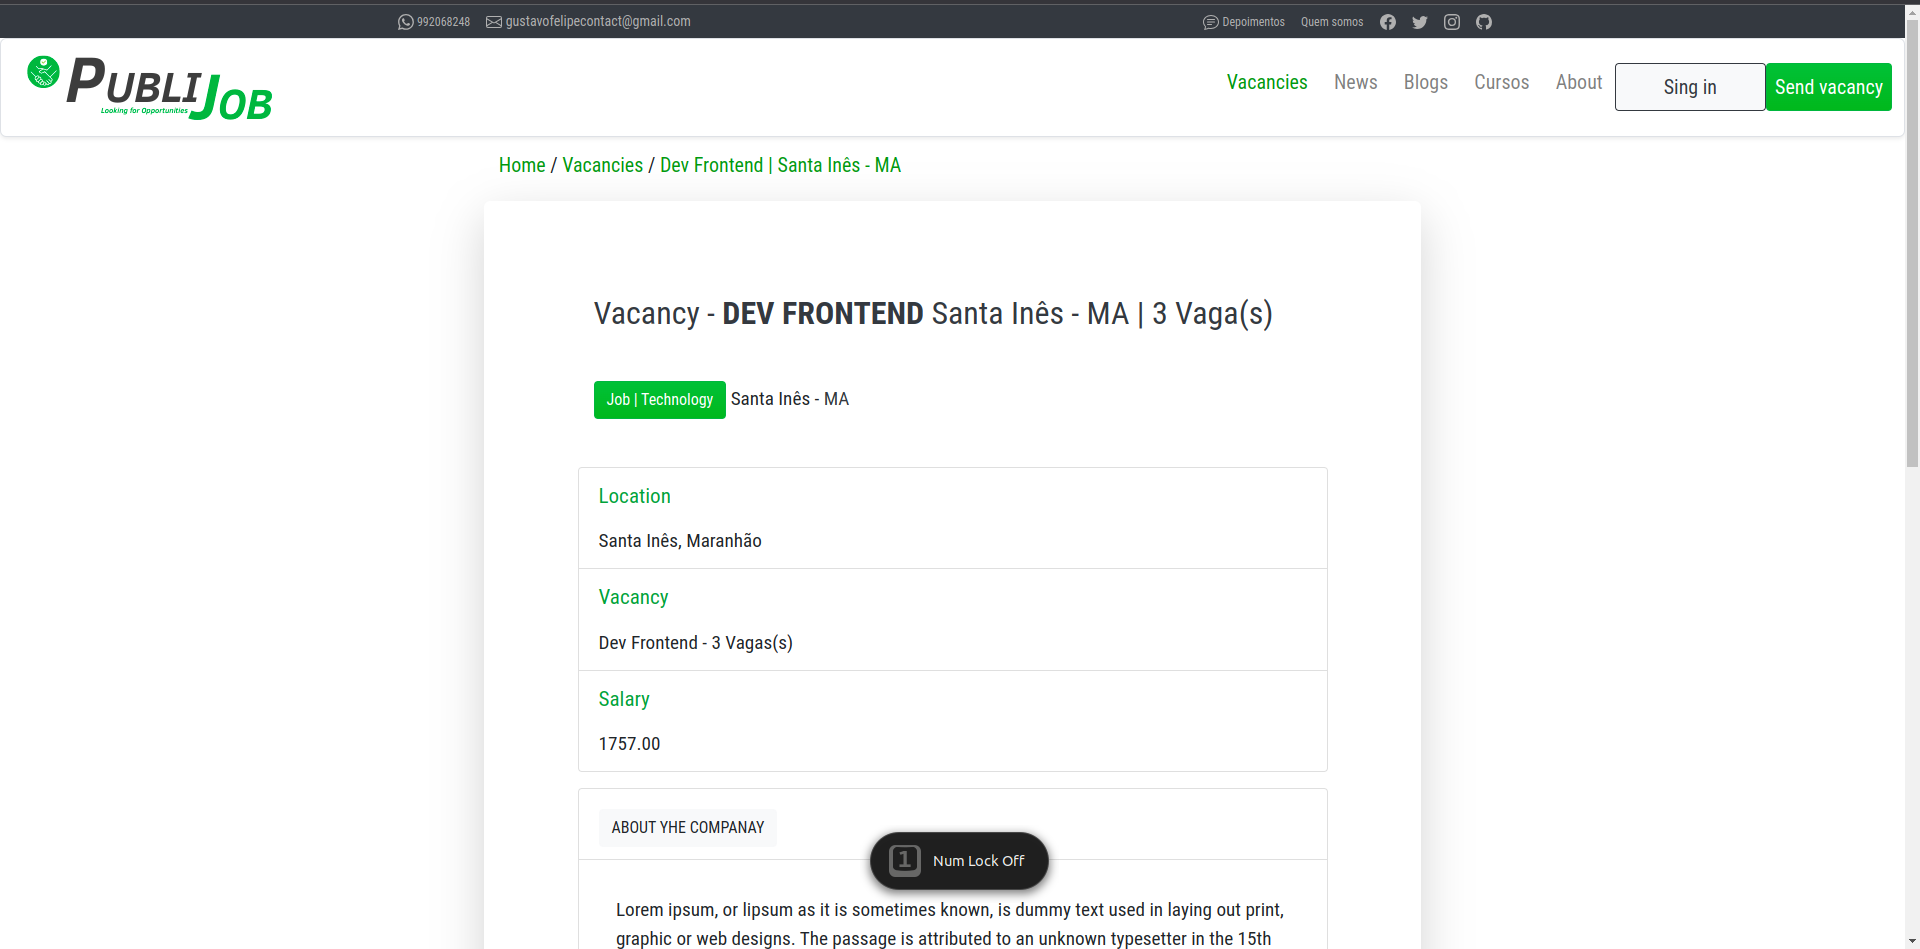 992068248 gustavofelipecontact@gmail.com Depoimentos Quem somos
PUBLIJOB
Looking for Opportunities
Vacancies News Blogs Cursos About Sing in Send vacancy
Home / Vacancies / Dev Frontend | Santa Inês - MA
Vacancy - DEV FRONTEND Santa Inês - MA | 3 Vaga(s)
Job | Technology Santa Inês - MA
Location
Santa Inês, Maranhão
Vacancy
Dev Frontend - 3 Vagas(s)
Salary
1757.00
ABOUT YHE COMPANAY
1 Num Lock Off
Lorem ipsum, or lipsum as it is sometimes known, is dummy text used in laying out print,
graphic or web designs. The passage is attributed to an unknown typesetter in the 15th